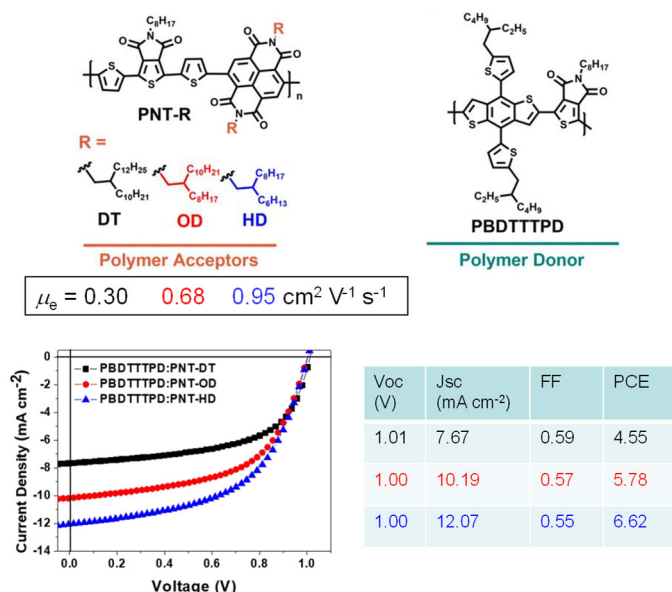 C₈H₁₇
O N O
S S S
R
O N O
n
O N O
R
PNT-R
R =
C₁₂H₂₅
C₁₀H₂₁
DT
C₁₀H₂₁
C₈H₁₇
OD
C₈H₁₇
C₆H₁₃
HD
Polymer Acceptors
C₄H₉
C₂H₅
S
C₈H₁₇
O N O
S
S
S
n
S
C₂H₅
C₄H₉
PBDTTTPD
Polymer Donor
μₑ = 0.30 0.68 0.95 cm² V⁻¹ s⁻¹
0
-2
-4
-6
-8
-10
-12
-14
Current Density (mA cm⁻²)
PBDTTTPD:PNT-DT
PBDTTTPD:PNT-OD
PBDTTTPD:PNT-HD
0.0 0.2 0.4 0.6 0.8 1.0
Voltage (V)
Voc (V) Jsc (mA cm⁻²) FF PCE
1.01 7.67 0.59 4.55
1.00 10.19 0.57 5.78
1.00 12.07 0.55 6.62